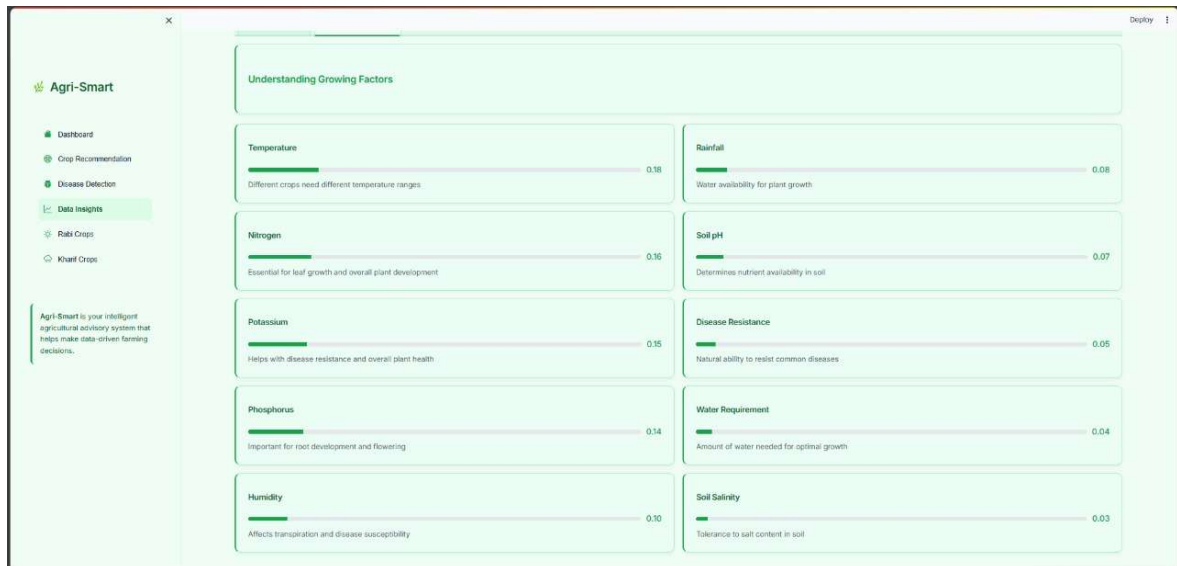 Deploy
Agri-Smart
Dashboard
Crop Recommendation
Disease Detection
Data Insights
Rabi Crops
Kharif Crops
Agri-Smart is your intelligent
agricultural advisory system that
helps make data-driven farming
decisions.
Understanding Growing Factors
Temperature
0.18
Different crops need different temperature ranges
Rainfall
0.08
Water availability for plant growth
Nitrogen
0.16
Essential for leaf growth and overall plant development
Soil pH
0.07
Determines nutrient availability in soil
Potassium
0.15
Helps with disease resistance and overall plant health
Disease Resistance
0.05
Natural ability to resist common diseases
Phosphorus
0.14
Important for root development and flowering
Water Requirement
0.04
Amount of water needed for optimal growth
Humidity
0.10
Affects transpiration and disease susceptibility
Soil Salinity
0.03
Tolerance to salt content in soil